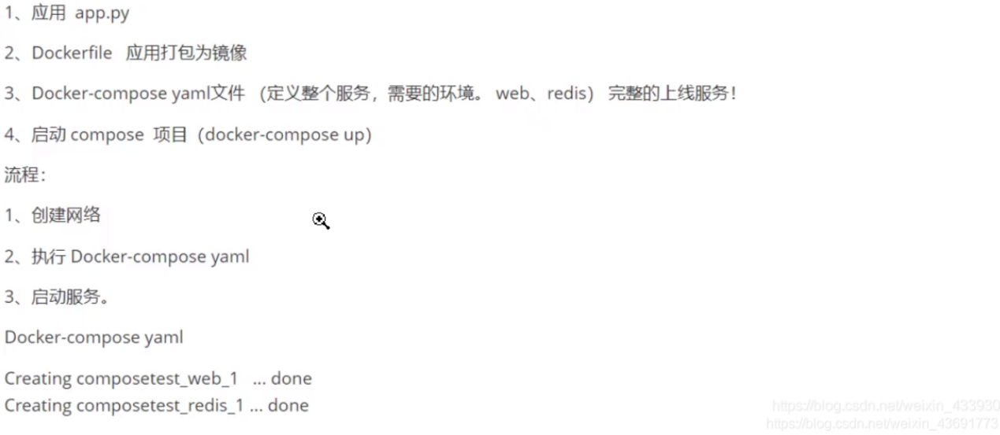 1、应用 app.py
2、Dockerfile 应用打包为镜像
3、Docker-compose yaml文件 （定义整个服务，需要的环境。 web、redis） 完整的上线服务！
4、启动 compose 项目（docker-compose up）
流程：
1、创建网络
2、执行 Docker-compose yaml
3、启动服务。
Docker-compose yaml
Creating composetest_web_1 ... done
Creating composetest_redis_1 ... done
https://blog.csdn.net/weixin_433930
https://blog.csdn.net/weixin_43691773